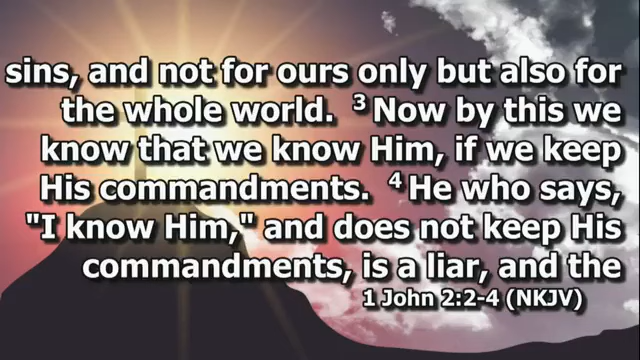 sins, and not for ours only but also for
the whole world. ³ Now by this we
know that we know Him, if we keep
His commandments. ⁴ He who says,
"I know Him," and does not keep His
commandments, is a liar, and the
1 John 2:2-4 (NKJV)